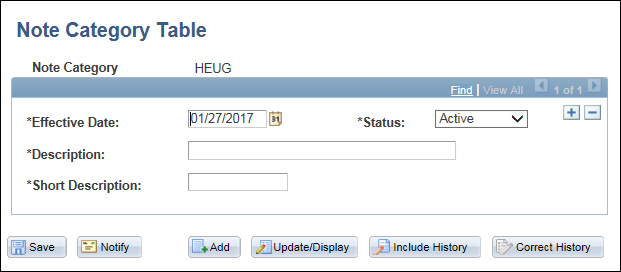 Note Category Table
Note Category HEUG
Find | View All 1 of 1
*Effective Date: 01/27/2017 31 *Status: Active
*Description:
*Short Description:
Save Notify Add Update/Display Include History Correct History